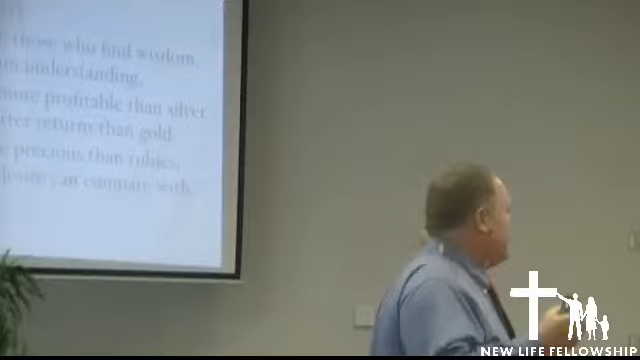 those who find wisdom,
understanding,
more profitable than silver
returns than gold
precious than rubies;
can compare with
NEW LIFE FELLOWSHIP